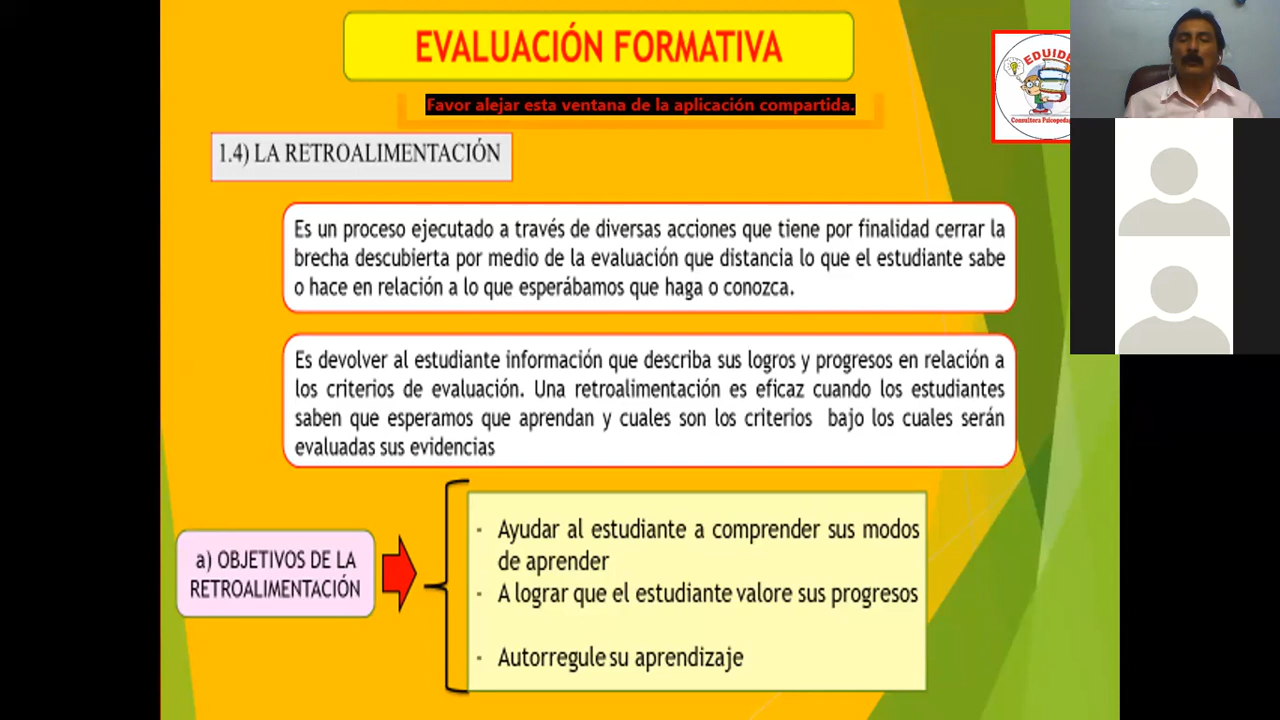 EVALUACIÓN FORMATIVA
Favor alejar esta ventana de la aplicación compartida.
EDUIDE
Consultora Psicopeda
1.4) LA RETROALIMENTACIÓN
Es un proceso ejecutado a través de diversas acciones que tiene por finalidad cerrar la
brecha descubierta por medio de la evaluación que distancia lo que el estudiante sabe
o hace en relación a lo que esperábamos que haga o conozca.
Es devolver al estudiante información que describa sus logros y progresos en relación a
los criterios de evaluación. Una retroalimentación es eficaz cuando los estudiantes
saben que esperamos que aprendan y cuales son los criterios bajo los cuales serán
evaluadas sus evidencias
a) OBJETIVOS DE LA
RETROALIMENTACIÓN
- Ayudar al estudiante a comprender sus modos
de aprender
- A lograr que el estudiante valore sus progresos
- Autorregule su aprendizaje